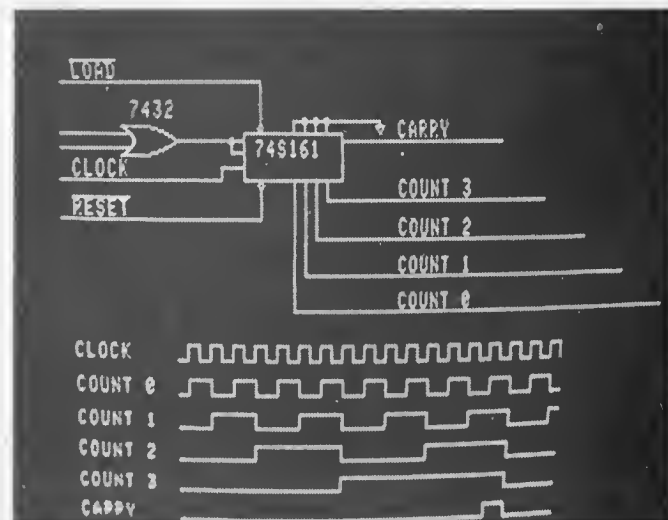 LOAD
7432
74S161
CARRY
CLOCK
RESET
COUNT 3
COUNT 2
COUNT 1
COUNT 0
CLOCK
COUNT 0
COUNT 1
COUNT 2
COUNT 3
CARRY